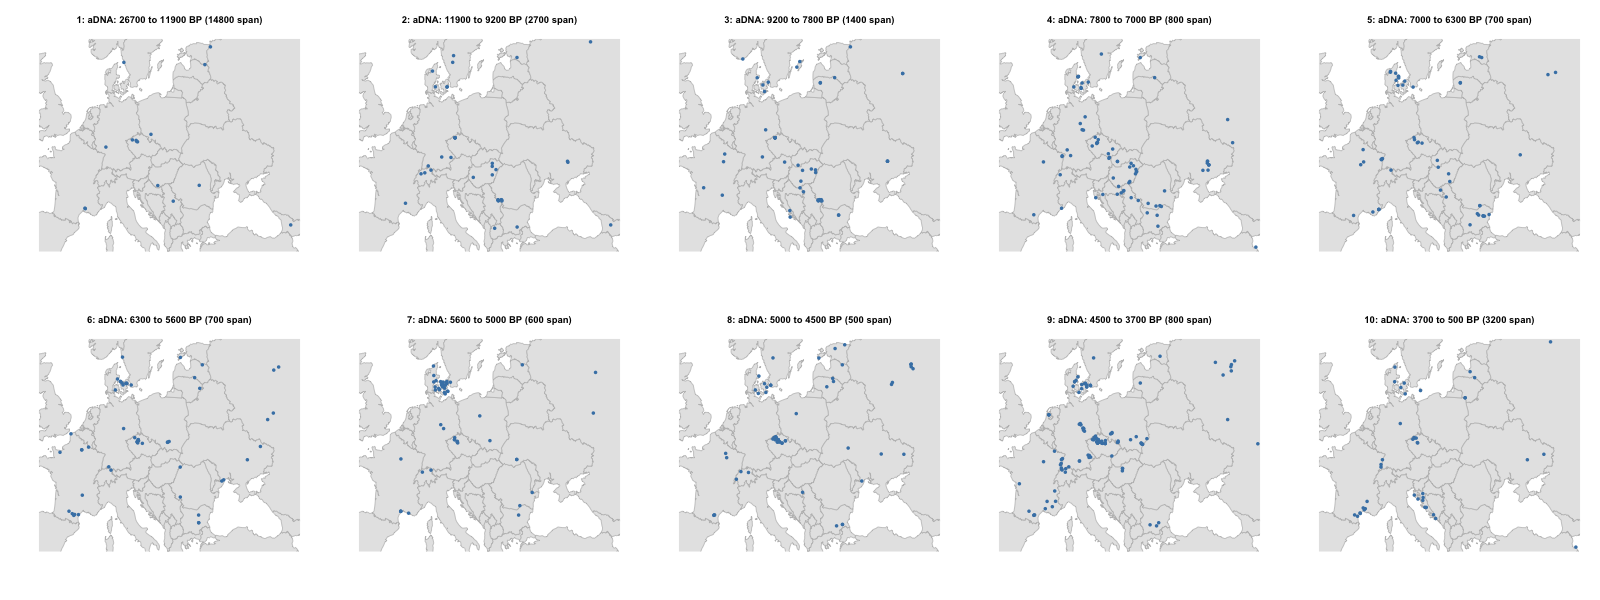 1: aDNA: 26700 to 11900 BP (14800 span)
2: aDNA: 11900 to 9200 BP (2700 span)
3: aDNA: 9200 to 7800 BP (1400 span)
4: aDNA: 7800 to 7000 BP (800 span)
5: aDNA: 7000 to 6300 BP (700 span)
6: aDNA: 6300 to 5600 BP (700 span)
7: aDNA: 5600 to 5000 BP (600 span)
8: aDNA: 5000 to 4500 BP (500 span)
9: aDNA: 4500 to 3700 BP (800 span)
10: aDNA: 3700 to 500 BP (3200 span)